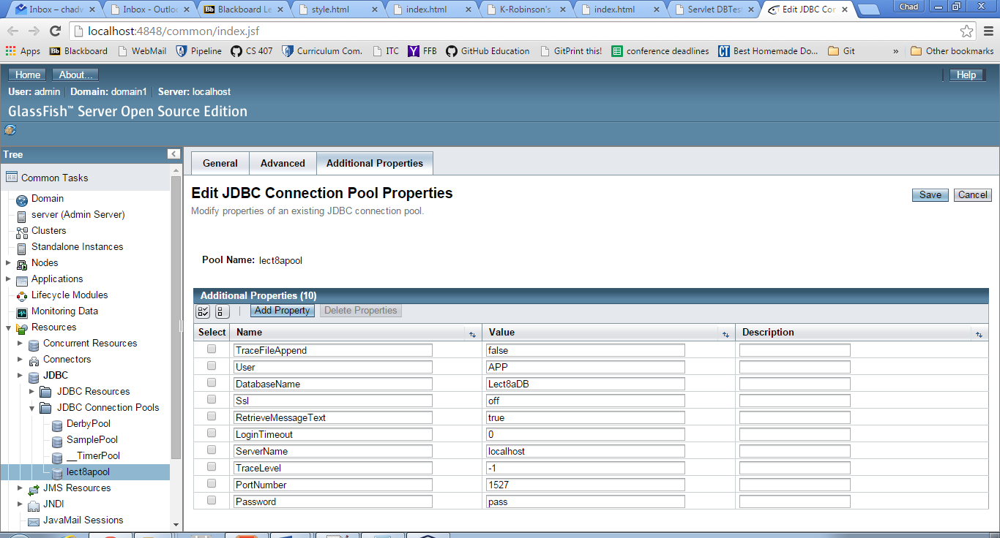 Inbox – chadw
Inbox - Outloo
Blackboard Le
style.html
index.html
K-Robinson's
index.html
Servlet DBTest
Edit JDBC Con
Chad
localhost:4848/common/index.jsf
Apps Blackboard WebMail Pipeline CS 407 Curriculum Com. ITC FFB GitHub Education GitPrint this! conference deadlines Best Homemade Do... Git » Other bookmarks
Home About... Help
User: admin Domain: domain1 Server: localhost
GlassFish™ Server Open Source Edition
Tree
Common Tasks
Domain
server (Admin Server)
Clusters
Standalone Instances
Nodes
Applications
Lifecycle Modules
Monitoring Data
Resources
Concurrent Resources
Connectors
JDBC
JDBC Resources
JDBC Connection Pools
DerbyPool
SamplePool
__TimerPool
lect8apool
JMS Resources
JNDI
JavaMail Sessions
General Advanced Additional Properties
Edit JDBC Connection Pool Properties
Save Cancel
Modify properties of an existing JDBC connection pool.
Pool Name: lect8apool
Additional Properties (10)
Add Property Delete Properties
Select Name Value Description
TraceFileAppend false
User APP
DatabaseName Lect8aDB
Ssl off
RetrieveMessageText true
LoginTimeout 0
ServerName localhost
TraceLevel -1
PortNumber 1527
Password pass